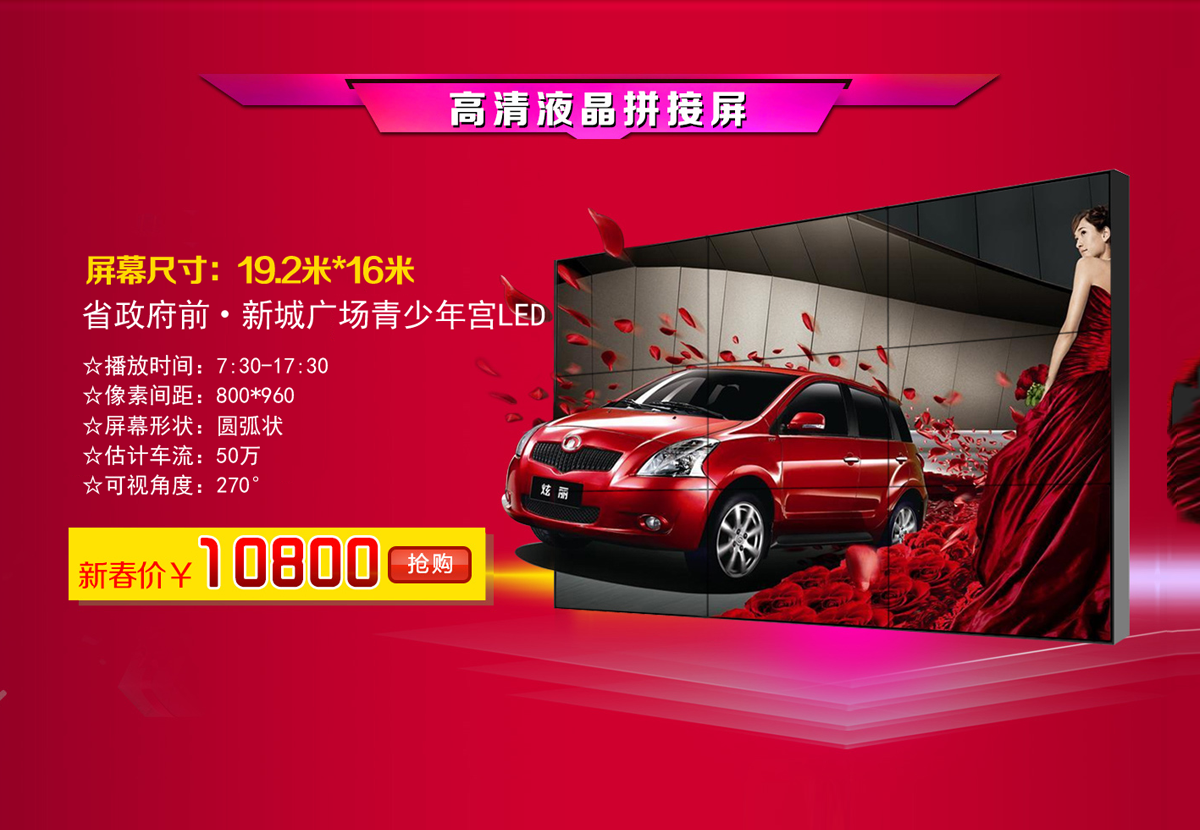 高清液晶拼接屏
屏幕尺寸：19.2米*16米
省政府前·新城广场青少年宫LED
☆播放时间：7:30-17:30
☆像素间距：800*960
☆屏幕形状：圆弧状
☆估计车流：50万
☆可视角度：270°
新春价￥10800 抢购
炫丽